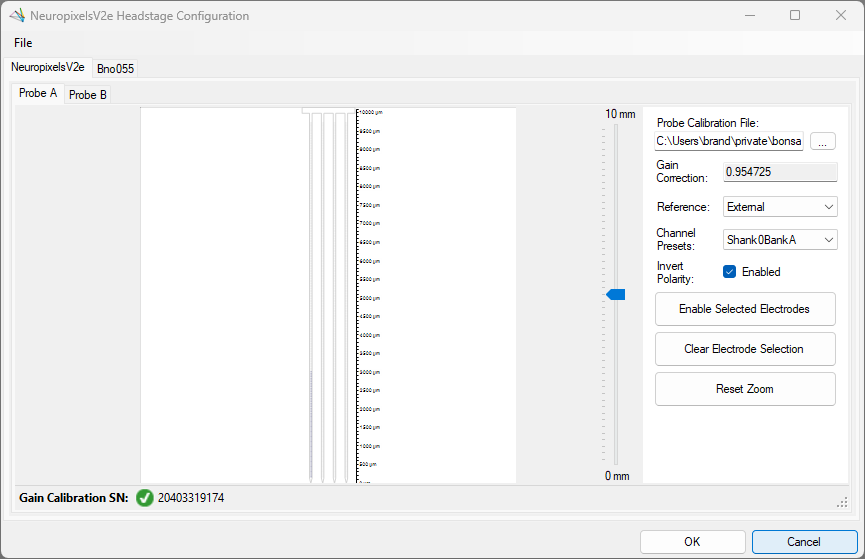 NeuropixelsV2e Headstage Configuration
File
NeuropixelsV2e
Bno055
Probe A
Probe B
10000 µm
9500 µm
9000 µm
8500 µm
8000 µm
7500 µm
7000 µm
6500 µm
6000 µm
5500 µm
5000 µm
4500 µm
4000 µm
3500 µm
3000 µm
2500 µm
2000 µm
1500 µm
1000 µm
500 µm
0 µm
10 mm
0 mm
Probe Calibration File:
C:\Users\brand\private\bonsa
...
Gain
Correction:
0.954725
Reference:
External
Channel
Presets:
Shank0BankA
Invert
Polarity:
Enabled
Enable Selected Electrodes
Clear Electrode Selection
Reset Zoom
Gain Calibration SN:
20403319174
OK
Cancel